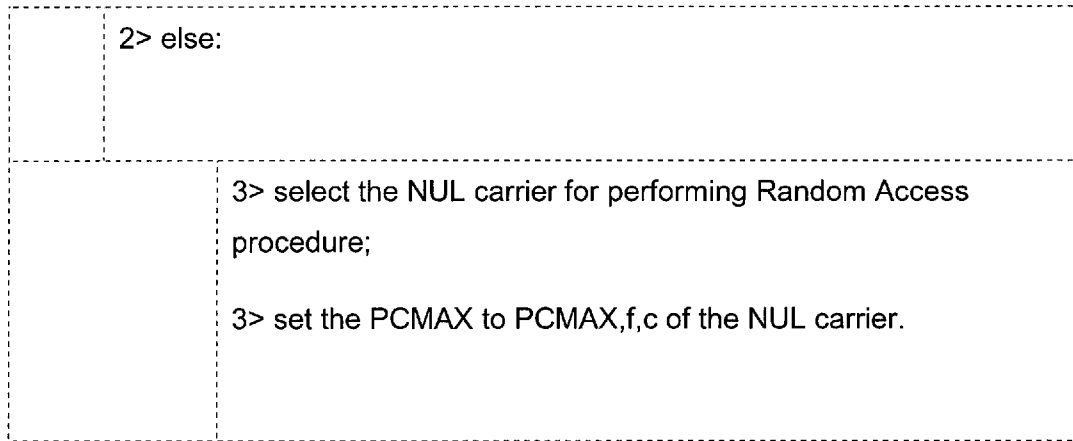 2> else:
3> select the NUL carrier for performing Random Access
procedure;
3> set the PCMAX to PCMAX,f,c of the NUL carrier.